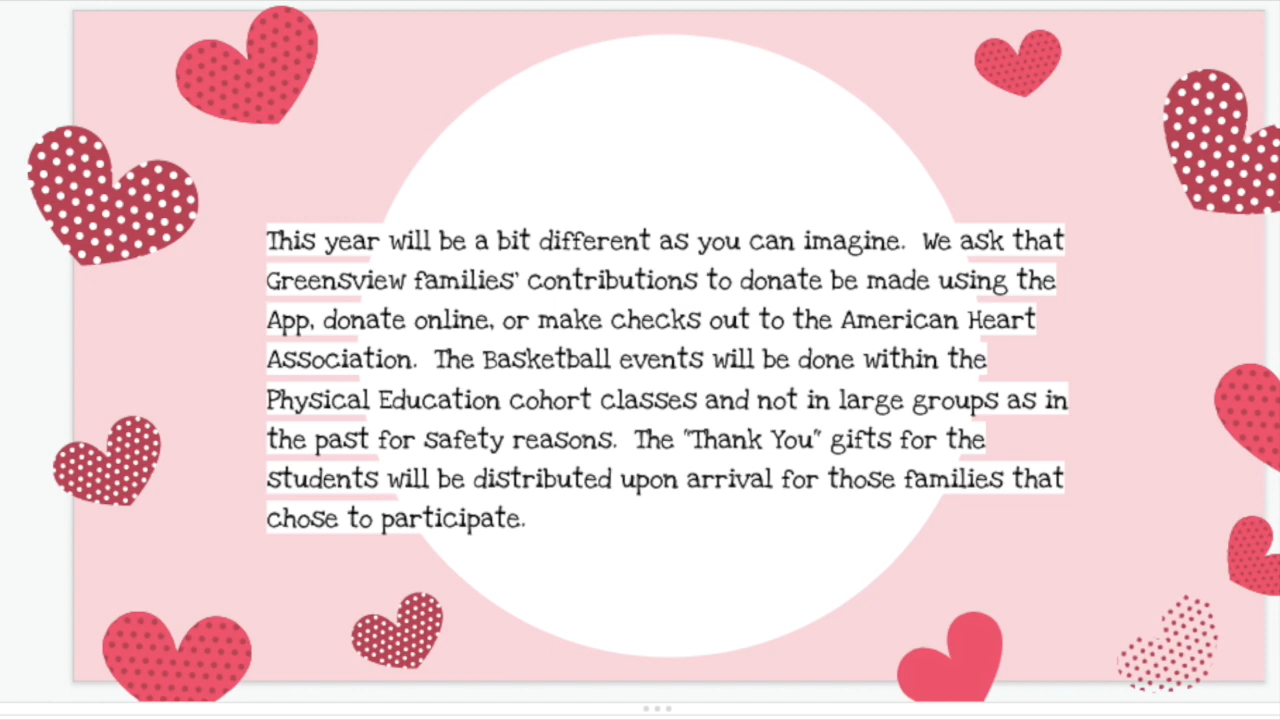 This year will be a bit different as you can imagine.  We ask that
Greensview families' contributions to donate be made using the
App, donate online, or make checks out to the American Heart
Association.  The Basketball events will be done within the
Physical Education cohort classes and not in large groups as in
the past for safety reasons.  The "Thank You" gifts for the
students will be distributed upon arrival for those families that
chose to participate.